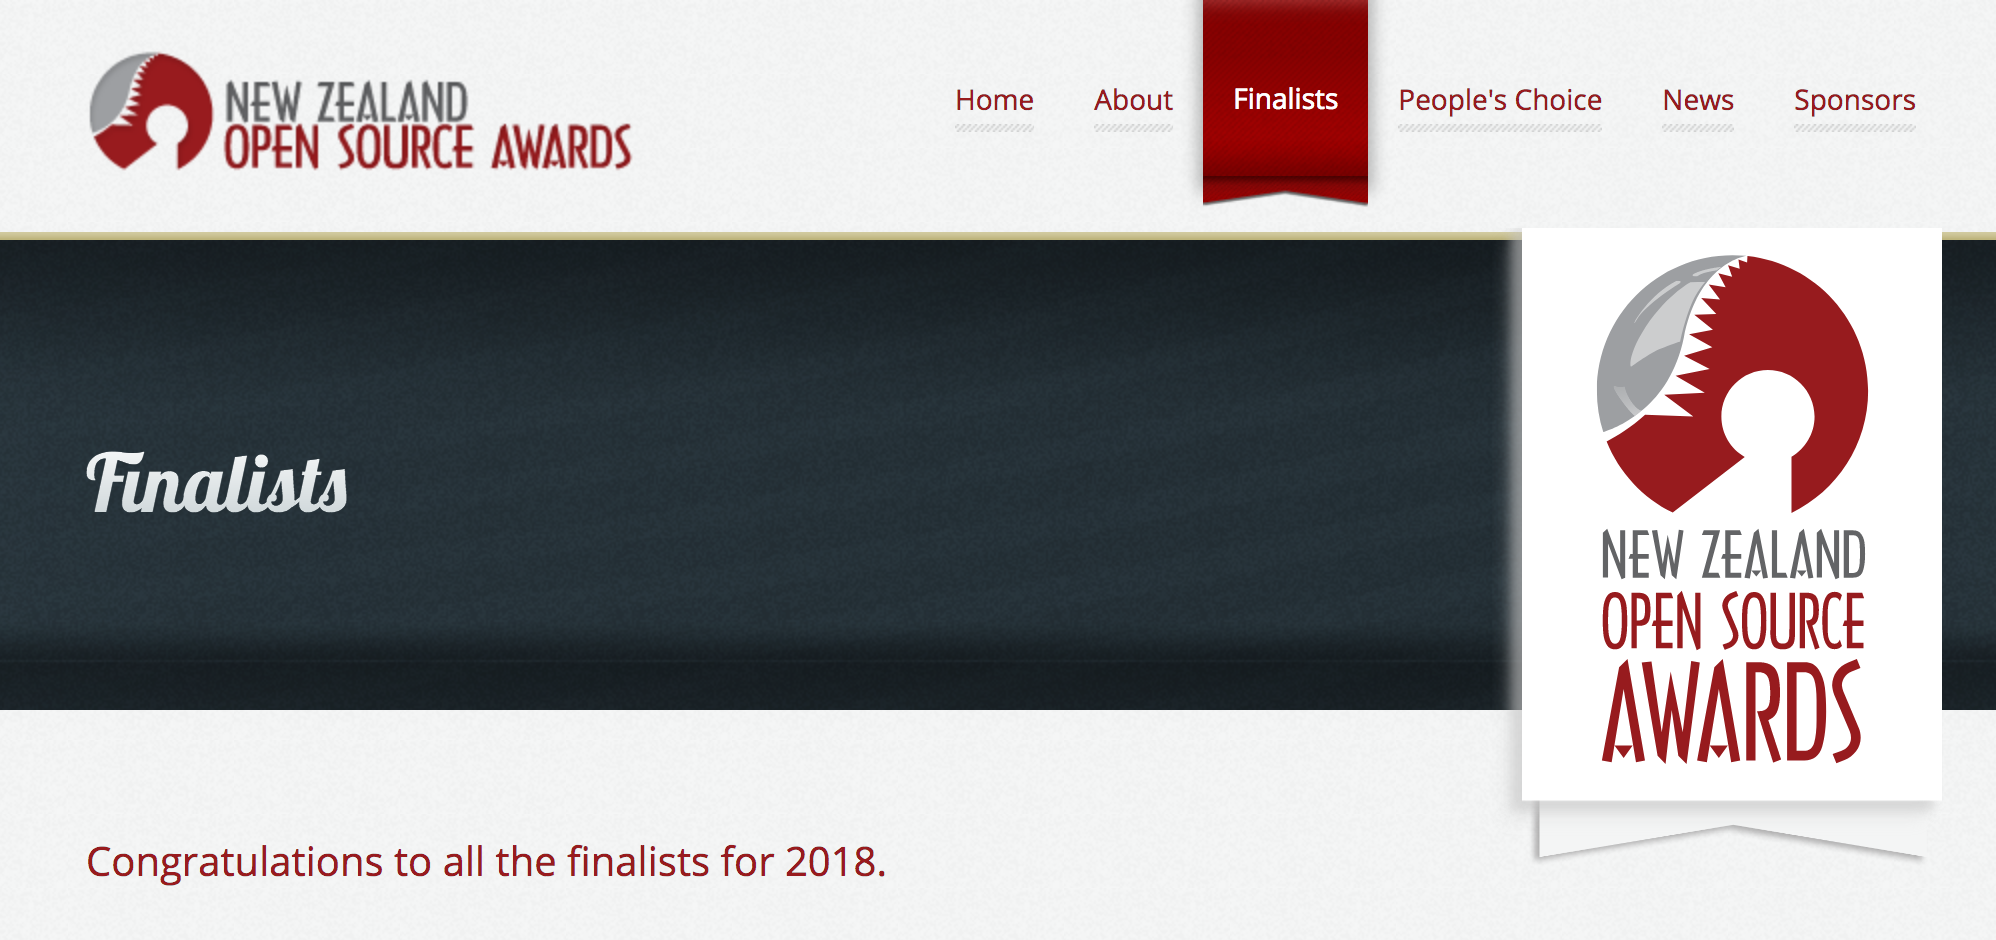 NEW ZEALAND
OPEN SOURCE AWARDS
Home About Finalists People's Choice News Sponsors
Finalists
NEW ZEALAND
OPEN SOURCE
AWARDS
Congratulations to all the finalists for 2018.